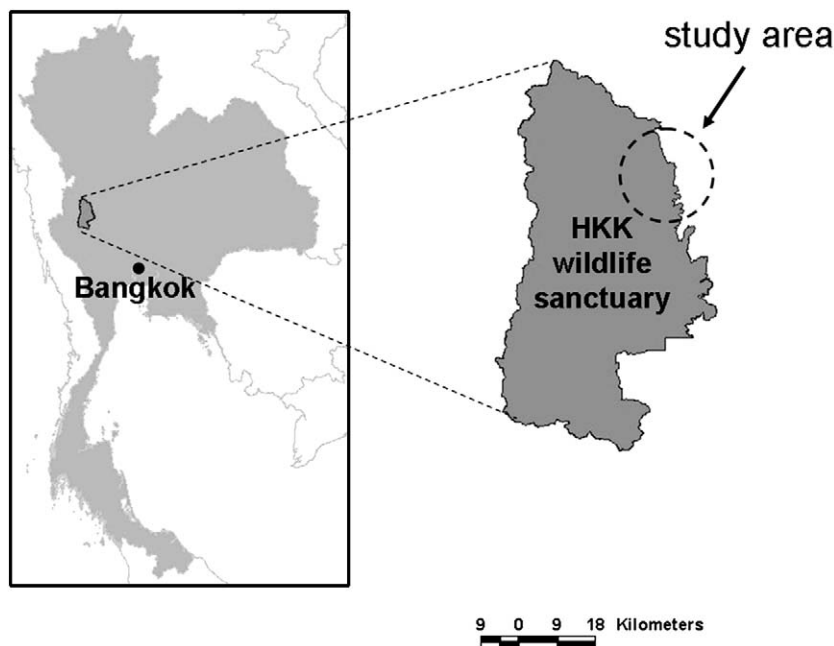 study area
HKK
wildlife
sanctuary
Bangkok
9 0 9 18 Kilometers